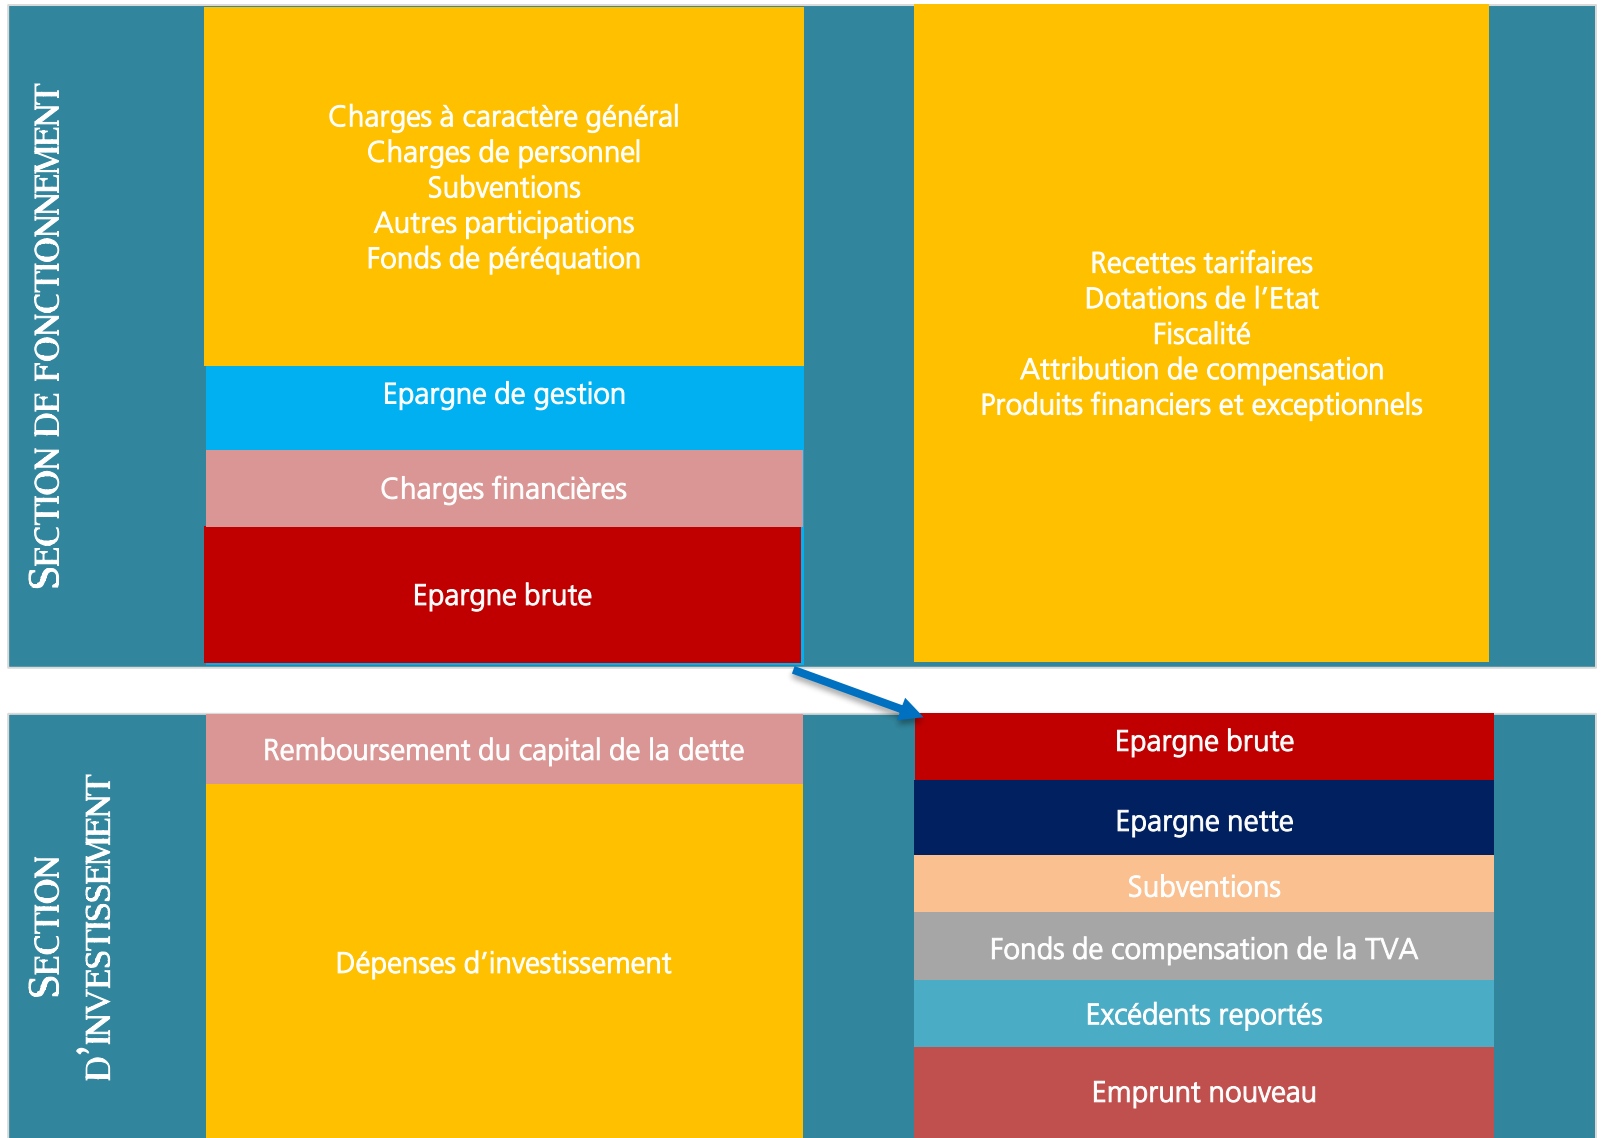 SECTION DE FONCTIONNEMENT
Charges à caractère général
Charges de personnel
Subventions
Autres participations
Fonds de péréquation
Epargne de gestion
Charges financières
Epargne brute
Recettes tarifaires
Dotations de l’Etat
Fiscalité
Attribution de compensation
Produits financiers et exceptionnels
SECTION
D’INVESTISSEMENT
Remboursement du capital de la dette
Dépenses d’investissement
Epargne brute
Epargne nette
Subventions
Fonds de compensation de la TVA
Excédents reportés
Emprunt nouveau